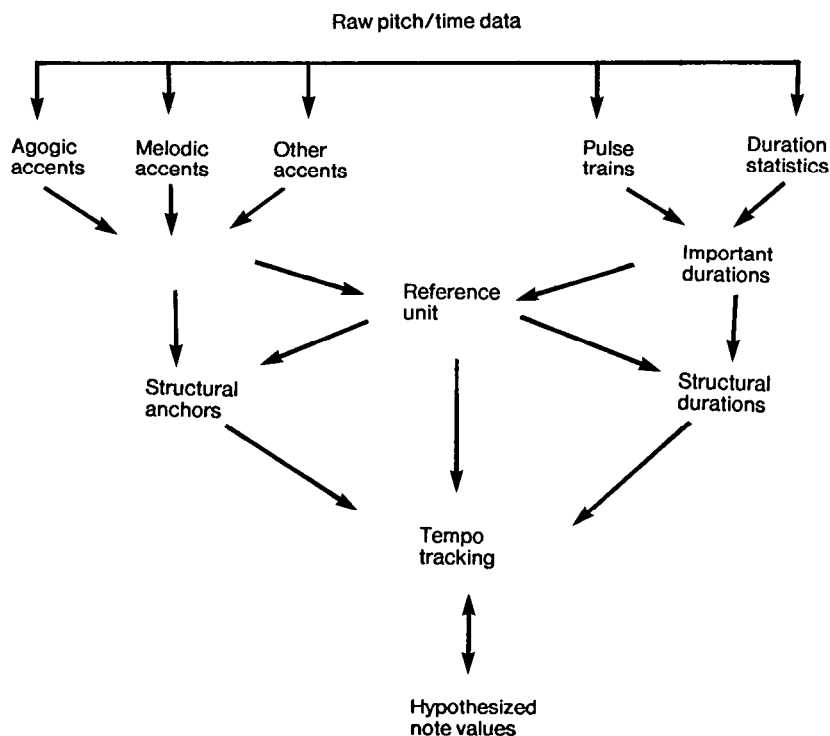 Raw pitch/time data
Agogic
accents
Melodic
accents
Other
accents
Pulse
trains
Duration
statistics
Important
durations
Reference
unit
Structural
anchors
Structural
durations
Tempo
tracking
Hypothesized
note values